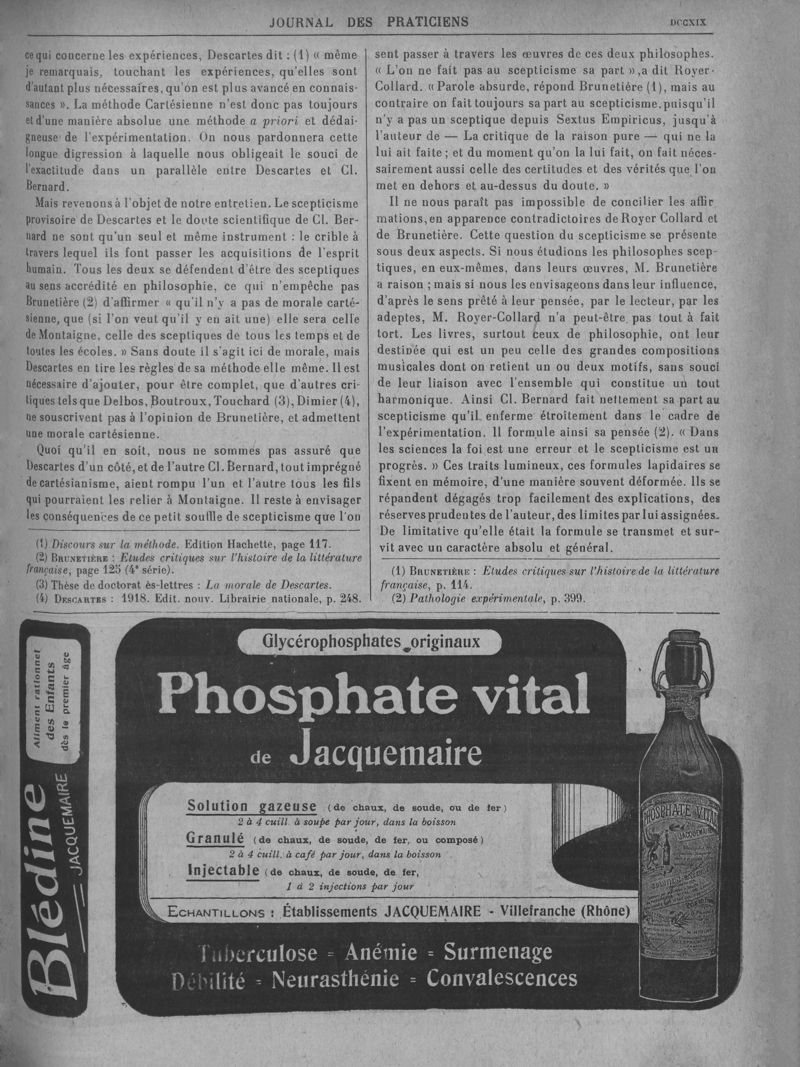 JOURNAL DES PRATICIENS
DCCXIX
ce qui concerne les expériences, Descartes dit : (1) « même
je remarquais, touchant les expériences, qu'elles sont
d'autant plus nécessaires, qu'on est plus avancé en connais-
sances ». La méthode Cartésienne n'est donc pas toujours
et d'une manière absolue une méthode a priori et dédai-
gneuse de l'expérimentation. On nous pardonnera cette
longue digression à laquelle nous obligeait le souci de
l'exactitude dans un parallèle entre Descartes et Cl.
Bernard.
Mais revenons à l'objet de notre entretien. Le scepticisme
provisoire de Descartes et le doute scientifique de Cl. Ber-
nard ne sont qu'un seul et même instrument : le crible à
travers lequel ils font passer les acquisitions de l'esprit
humain. Tous les deux se défendent d'être des sceptiques
au sens accrédité en philosophie, ce qui n'empêche pas
Brunetière (2) d'affirmer « qu'il n'y a pas de morale carté-
sienne, que (si l'on veut qu'il y en ait une) elle sera celle
de Montaigne, celle des sceptiques de tous les temps et de
toutes les écoles. » Sans doute il s'agit ici de morale, mais
Descartes en tire les règles de sa méthode elle même. Il est
nécessaire d'ajouter, pour être complet, que d'autres cri-
tiques tels que Delbos, Boutroux, Touchard (3), Dimier (4),
ne souscrivent pas à l'opinion de Brunetière, et admettent
une morale cartésienne.
Quoi qu'il en soit, nous ne sommes pas assuré que
Descartes d'un côté, et de l'autre Cl. Bernard, tout imprégné
de cartésianisme, aient rompu l'un et l'autre tous les fils
qui pourraient les relier à Montaigne. Il reste à envisager
les conséquences de ce petit souffle de scepticisme que l'on
(1) Discours sur la méthode. Edition Hachette, page 117.
(2) BRUNETIÈRE : Etudes critiques sur l'histoire de la littérature
française, page 125 (4e série).
(3) Thèse de doctorat ès-lettres : La morale de Descartes.
(4) DESCARTES : 1918. Edit. nouv. Librairie nationale, p. 248.
sent passer à travers les œuvres de ces deux philosophes.
« L'on ne fait pas au scepticisme sa part », a dit Royer-
Collard. « Parole absurde, répond Brunetière (1), mais au
contraire on fait toujours sa part au scepticisme, puisqu'il
n'y a pas un sceptique depuis Sextus Empiricus, jusqu'à
l'auteur de — La critique de la raison pure — qui ne la
lui ait faite ; et du moment qu'on la lui fait, on fait néces-
sairement aussi celle des certitudes et des vérités que l'on
met en dehors et au-dessus du doute. »
Il ne nous paraît pas impossible de concilier les affir
mations, en apparence contradictoires de Royer Collard et
de Brunetière. Cette question du scepticisme se présente
sous deux aspects. Si nous étudions les philosophes scep-
tiques, en eux-mêmes, dans leurs œuvres, M. Brunetière
a raison ; mais si nous les envisageons dans leur influence,
d'après le sens prêté à leur pensée, par le lecteur, par les
adeptes, M. Royer-Collard n'a peut-être pas tout à fait
tort. Les livres, surtout ceux de philosophie, ont leur
destinée qui est un peu celle des grandes compositions
musicales dont on retient un ou deux motifs, sans souci
de leur liaison avec l'ensemble qui constitue un tout
harmonique. Ainsi Cl. Bernard fait nettement sa part au
scepticisme qu'il enferme étroitement dans le cadre de
l'expérimentation. Il formule ainsi sa pensée (2). « Dans
les sciences la foi est une erreur et le scepticisme est un
progrès. » Ces traits lumineux, ces formules lapidaires se
fixent en mémoire, d'une manière souvent déformée. Ils se
répandent dégagés trop facilement des explications, des
réserves prudentes de l'auteur, des limites par lui assignées.
De limitative qu'elle était la formule se transmet et sur-
vit avec un caractère absolu et général.
(1) BRUNETIÈRE : Etudes critiques sur l'histoire de la littérature
française, p. 114.
(2) Pathologie expérimentale, p. 399.
Blédine
JACQUEMAIRE
Aliment rationnel
des Enfants
dès le premier âge
Glycérophosphates originaux
Phosphate vital
de Jacquemaire
Solution gazeuse (de chaux, de soude, ou de fer)
2 à 4 cuill. à soupe par jour, dans la boisson
Granulé (de chaux, de soude, de fer, ou composé)
2 à 4 cuill. à café par jour, dans la boisson
Injectable (de chaux, de soude, de fer,
1 à 2 injections par jour
ECHANTILLONS : Établissements JACQUEMAIRE - Villefranche (Rhône)
Tuberculose = Anémie = Surmenage
Débilité = Neurasthénie = Convalescences
PHOSPHATE VITAL
JACQUEMAIRE